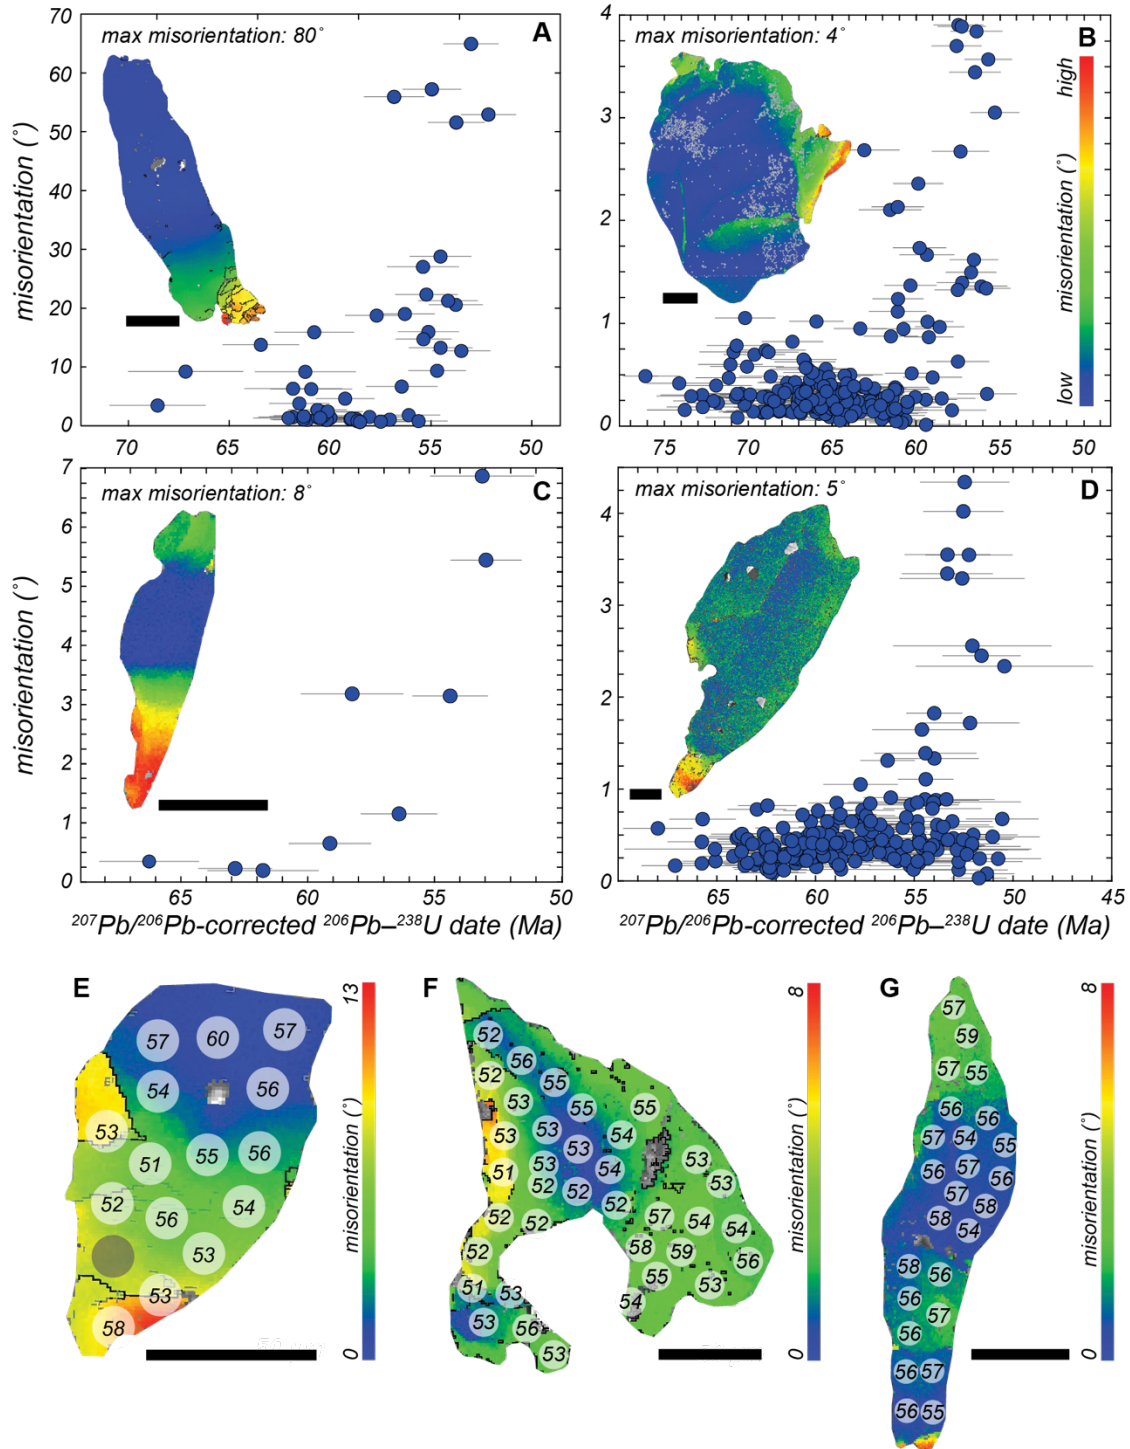 max misorientation: 80°
A
70
60
50
40
30
20
10
0
misorientation (°)
70
65
60
55
50
max misorientation: 4°
B
4
3
2
1
0
high
misorientation (°)
low
75
70
65
60
55
50
max misorientation: 8°
C
7
6
5
4
3
2
1
0
misorientation (°)
65
60
55
50
207Pb/206Pb-corrected 206Pb–238U date (Ma)
max misorientation: 5°
D
4
3
2
1
0
65
60
55
50
45
207Pb/206Pb-corrected 206Pb–238U date (Ma)
E
57 60 57
54 56
53
51 55 56
52 56 54
53
53
58
13
misorientation (°)
0
F
52
56
52 55
53 55 55
53 53 54
53 53
51 53 54 53
52 52 52 53
52 52 57 54 54
52 58 59 56
51 53 55 53
53 56 54
53
8
misorientation (°)
0
G
57
59
57 55
56 56
57 54 55
56 57 56
57 58
58 54
58 56
56 57
56
56 57
56 55
8
misorientation (°)
0